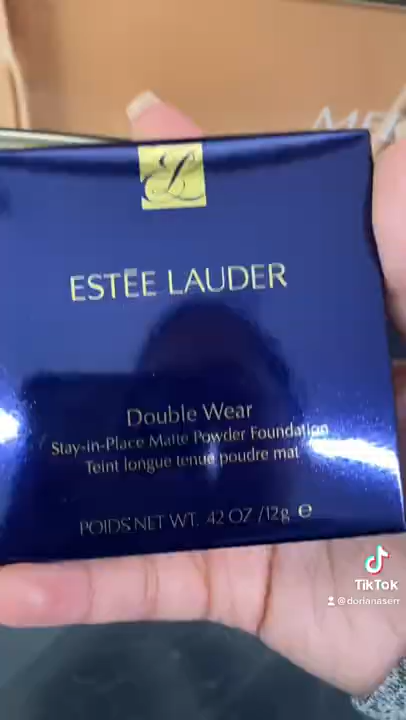 EL
ESTĒE LAUDER
Double Wear
Stay-in-Place Matte Powder Foundation
Teint longue tenue poudre mat
POIDS NET WT. .42 OZ /12g ℮
TikTok
@dorianaserr